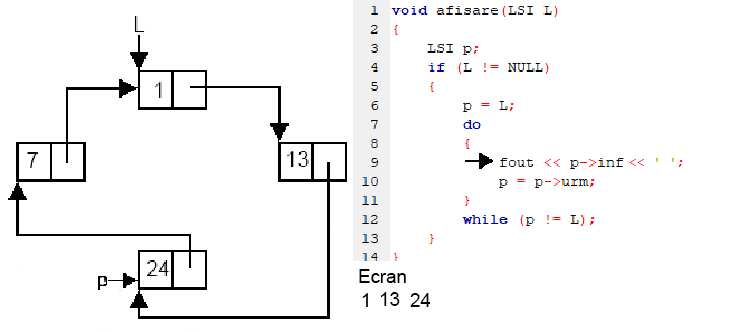 L
1
7
13
24
p
1 void afisare(LSI L)
2 {
3 LSI p;
4 if (L != NULL)
5 {
6 p = L;
7 do
8 {
9 fout << p->inf << ' ';
10 p = p->urm;
11 }
12 while (p != L);
13 }
14 }
Ecran
1 13 24